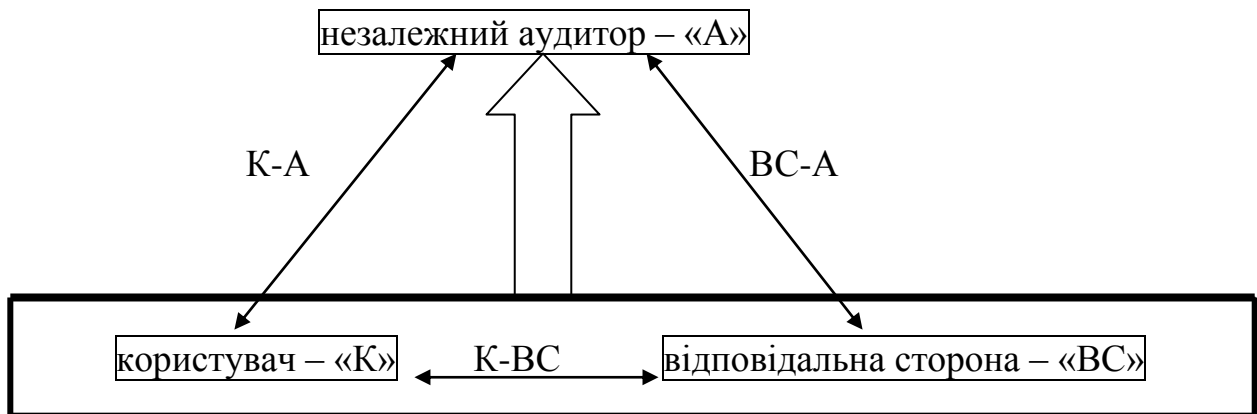 незалежний аудитор – «А»
К-А
ВС-А
користувач – «К»
К-ВС
відповідальна сторона – «ВС»